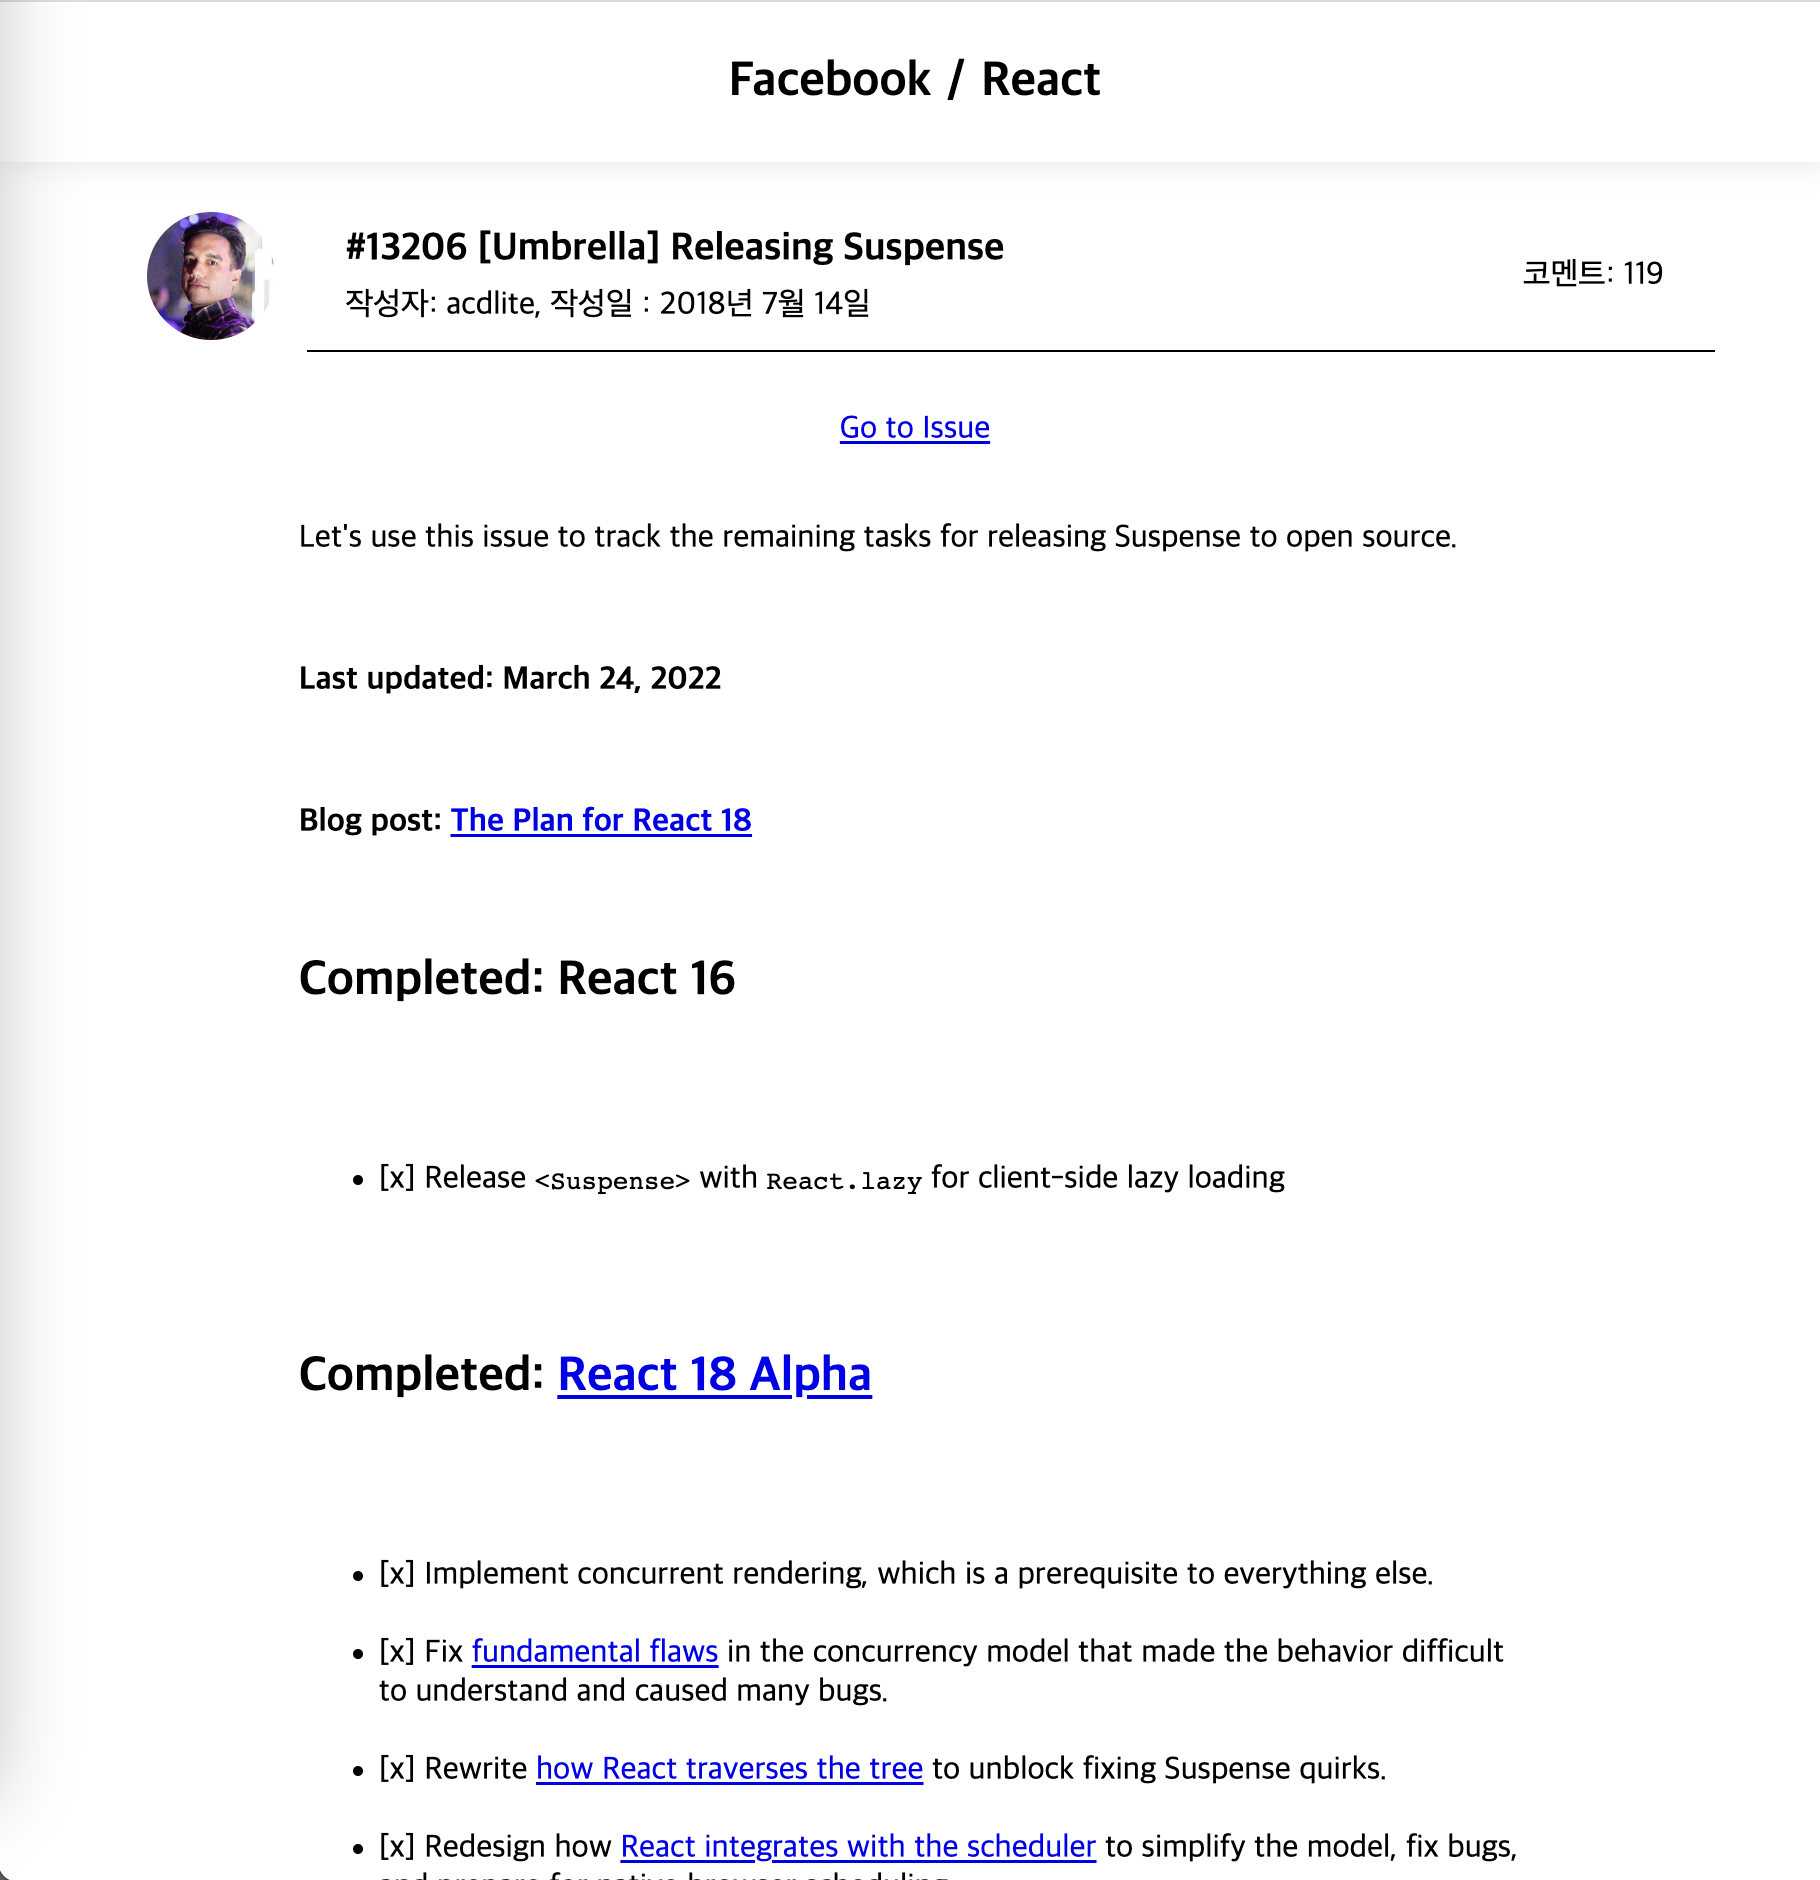 Facebook / React
#13206 [Umbrella] Releasing Suspense
작성자: acdlite, 작성일 : 2018년 7월 14일
코멘트: 119
Go to Issue
Let's use this issue to track the remaining tasks for releasing Suspense to open source.
Last updated: March 24, 2022
Blog post: The Plan for React 18
Completed: React 16
• [x] Release <Suspense> with React.lazy for client-side lazy loading
Completed: React 18 Alpha
• [x] Implement concurrent rendering, which is a prerequisite to everything else.
• [x] Fix fundamental flaws in the concurrency model that made the behavior difficult
to understand and caused many bugs.
• [x] Rewrite how React traverses the tree to unblock fixing Suspense quirks.
• [x] Redesign how React integrates with the scheduler to simplify the model, fix bugs,
and prepare for native browser scheduling.